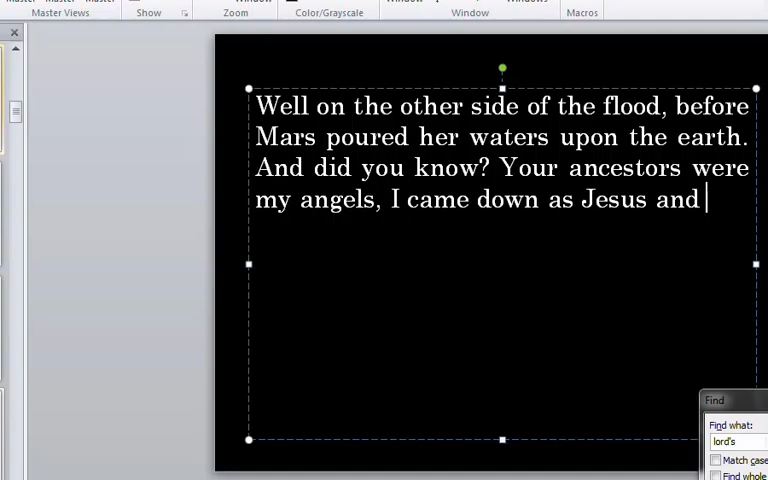 Master Views
Show
Zoom
Color/Grayscale
Window
Macros
Well on the other side of the flood, before
Mars poured her waters upon the earth.
And did you know? Your ancestors were
my angels, I came down as Jesus and
Find
Find what:
lord's
Match case
Find whole